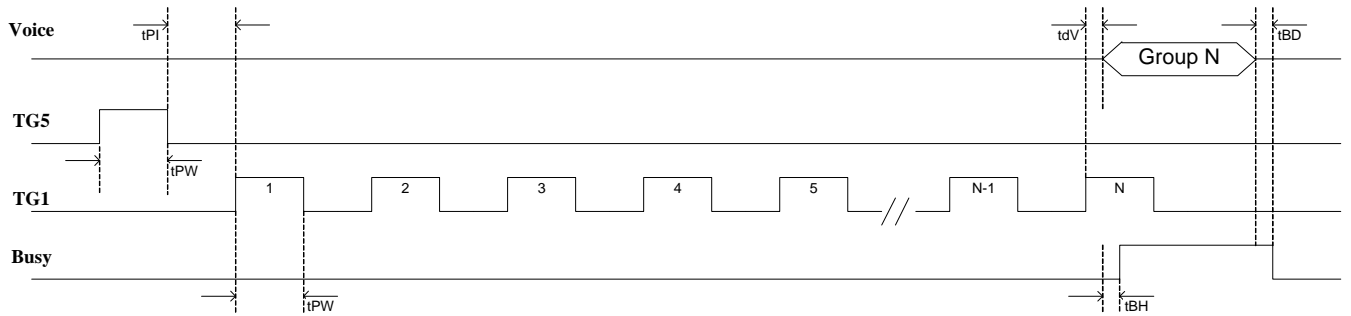 Voice
tPI
tdV
tBD
Group N
TG5
tPW
TG1
1
2
3
4
5
N-1
N
Busy
tPW
tBH